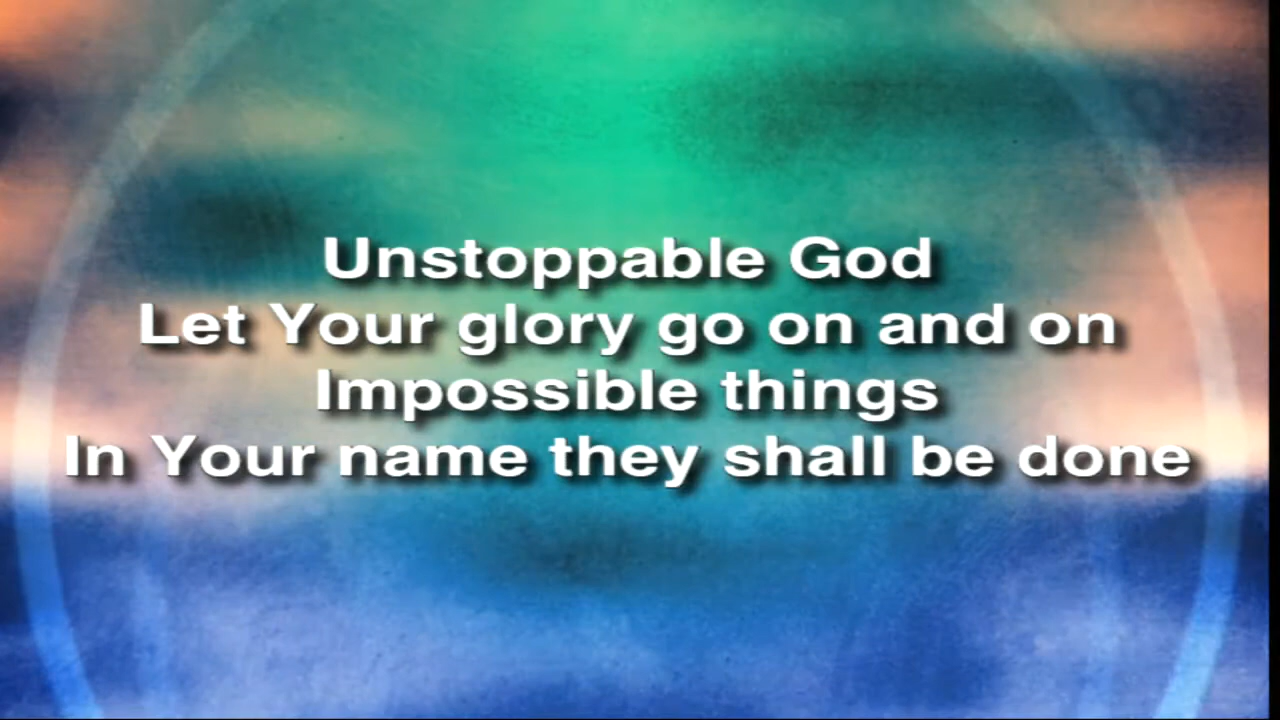 Unstoppable God
Let Your glory go on and on
Impossible things
In Your name they shall be done